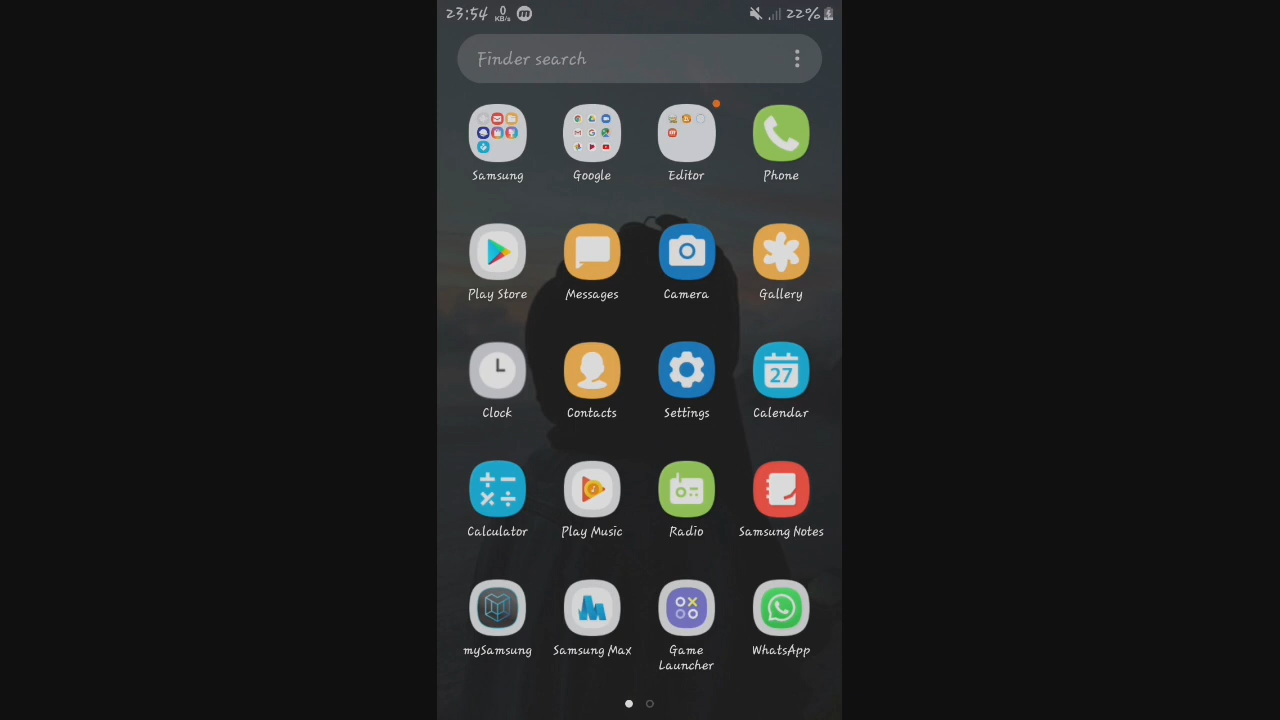 23:54 0 KB/s m 22%
Finder search
Samsung Google Editor Phone
Play Store Messages Camera Gallery
27
Clock Contacts Settings Calendar
Calculator Play Music Radio Samsung Notes
mySamsung Samsung Max Game Launcher WhatsApp